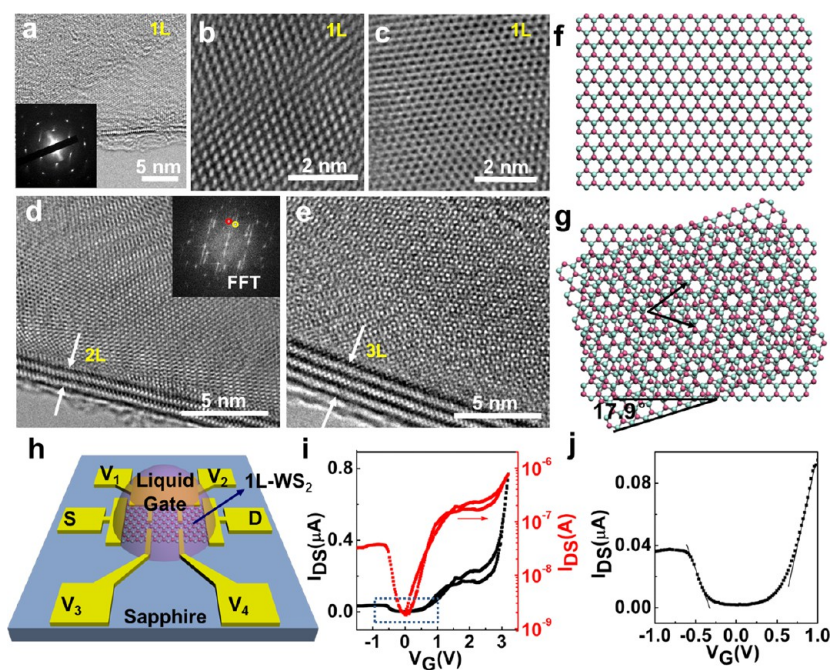 a
1L
5 nm
b
1L
2 nm
c
1L
2 nm
f
d
FFT
2L
5 nm
e
3L
5 nm
g
17.9°
h
V1
Liquid
Gate
V2
1L-WS2
S
D
V3
V4
Sapphire
i
0.8
0.4
0.0
IDS(μA)
-1 0 1 2 3
VG(V)
10-6
10-7
10-8
10-9
IDS(A)
j
0.08
0.04
0.00
IDS(μA)
-1.0 -0.5 0.0 0.5 1.0
VG(V)